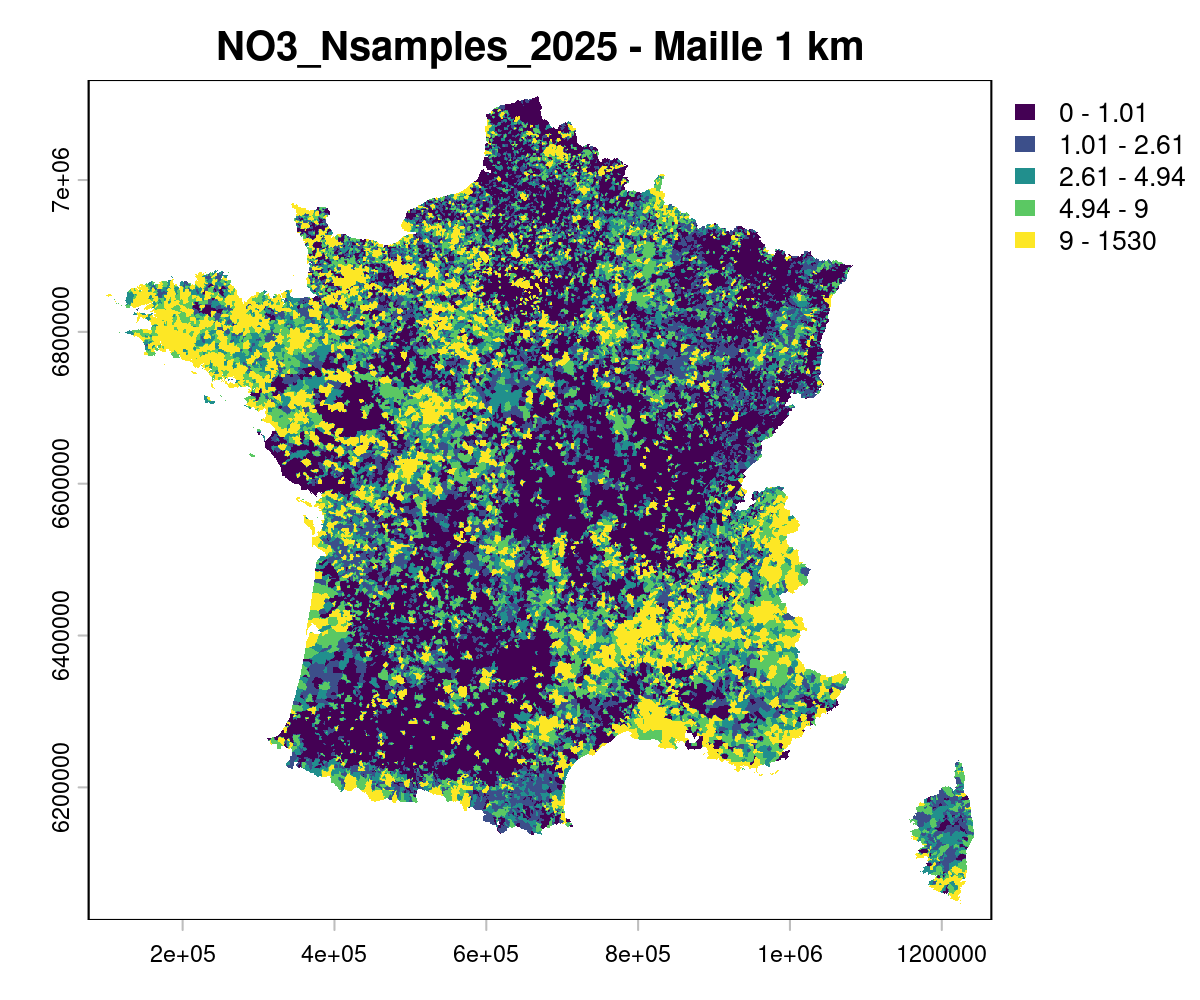 NO3_Nsamples_2025 - Maille 1 km
0 - 1.01
1.01 - 2.61
2.61 - 4.94
4.94 - 9
9 - 1530
7e+06
6800000
6600000
6400000
6200000
2e+05
4e+05
6e+05
8e+05
1e+06
1200000